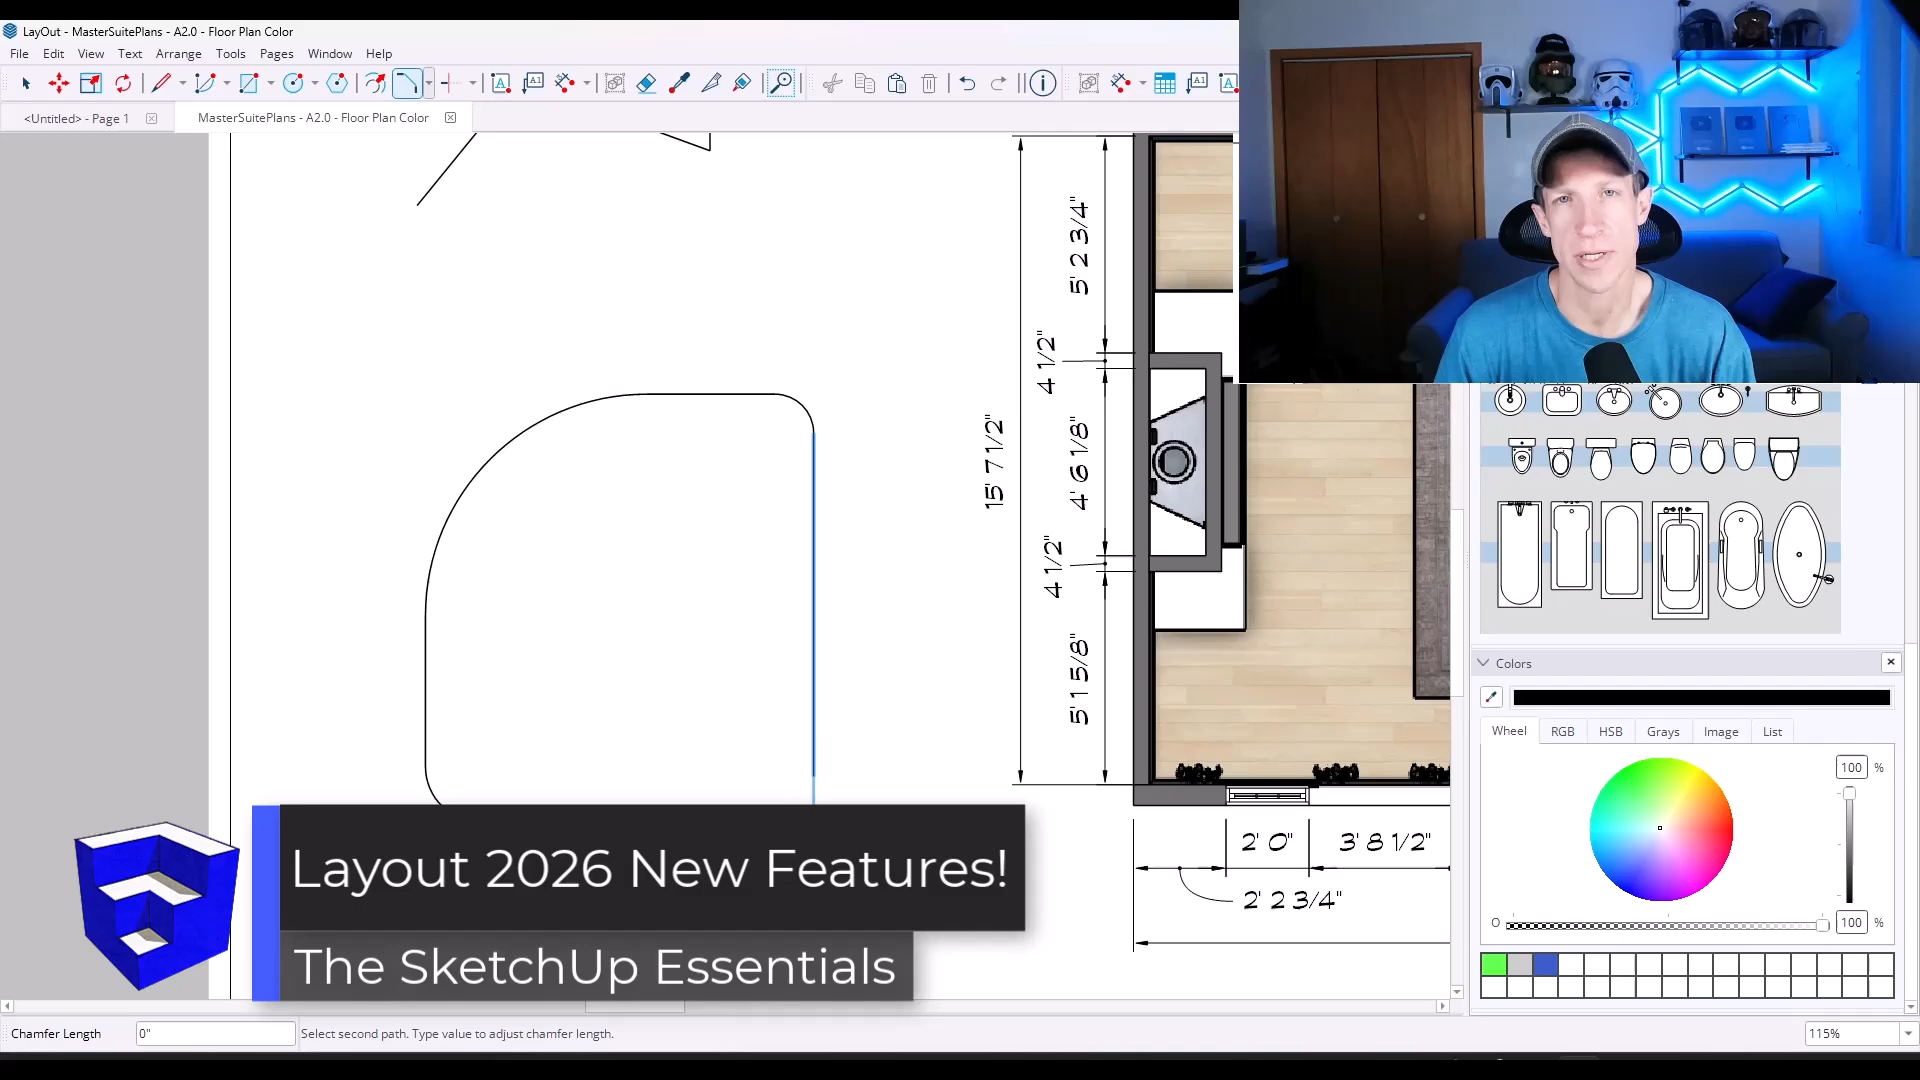 LayOut - MasterSuitePlans - A2.0 - Floor Plan Color
File Edit View Text Arrange Tools Pages Window Help
<Untitled> - Page 1
MasterSuitePlans - A2.0 - Floor Plan Color
5' 2 3/4"
4 1/2"
15' 7 1/2"
4' 6 1/8"
4 1/2"
5' 1 5/8"
2' 0"
3' 8 1/2"
2' 2 3/4"
Colors
Wheel RGB HSB Grays Image List
100 %
O
100 %
Layout 2026 New Features!
The SketchUp Essentials
Chamfer Length
0"
Select second path. Type value to adjust chamfer length.
115%